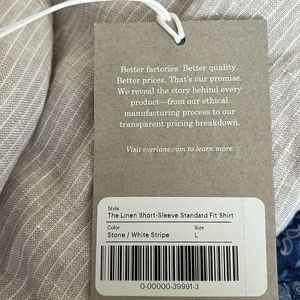 Better factories. Better quality.
Better prices. That's our promise.
We reveal the story behind every
product—from our ethical
manufacturing process to our
transparent pricing breakdown.
Visit everlane.com to learn more.
Style
The Linen Short-Sleeve Standard Fit Shirt
Color Size
Stone / White Stripe L
0-00000-39991-3